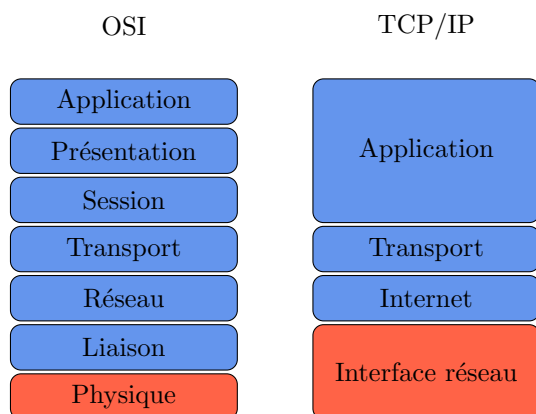 OSI
TCP/IP
Application
Présentation
Session
Transport
Réseau
Liaison
Physique
Application
Transport
Internet
Interface réseau